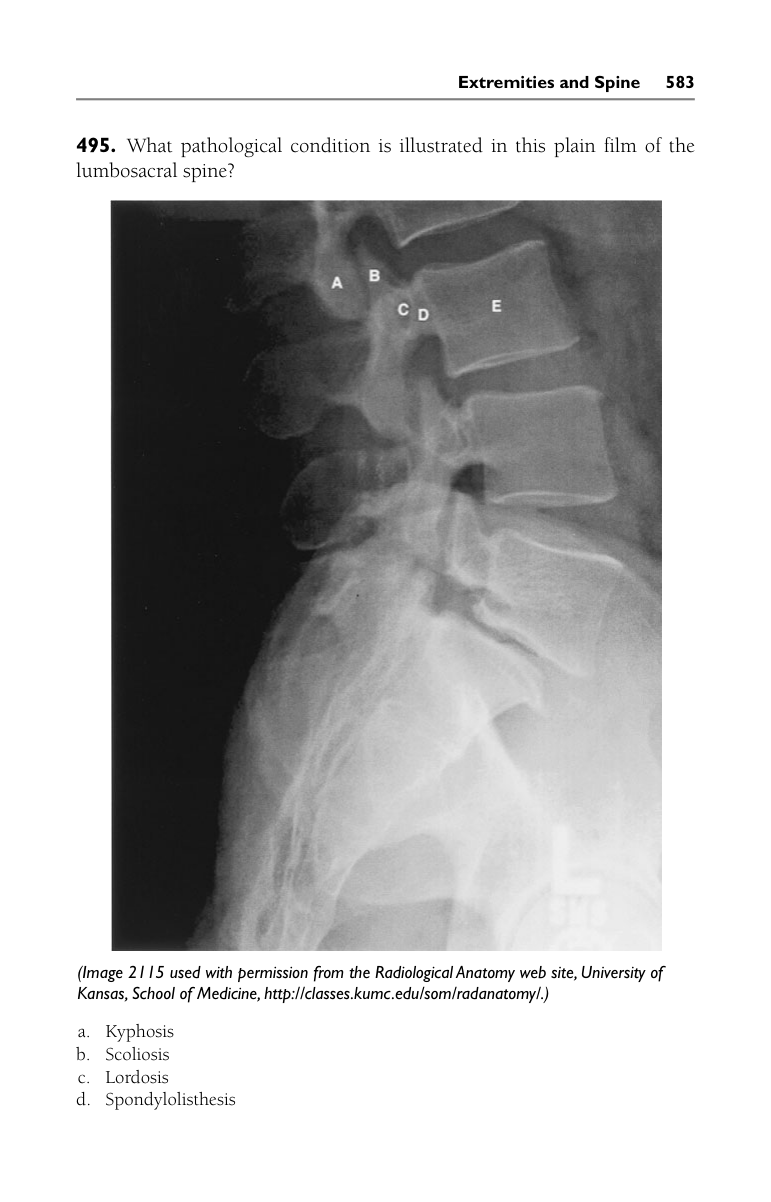 Extremities and Spine 583
495. What pathological condition is illustrated in this plain film of the
lumbosacral spine?
A
B
C
D
E
L
SMS
(Image 2115 used with permission from the Radiological Anatomy web site, University of
Kansas, School of Medicine, http://classes.kumc.edu/som/radanatomy/.)
a. Kyphosis
b. Scoliosis
c. Lordosis
d. Spondylolisthesis